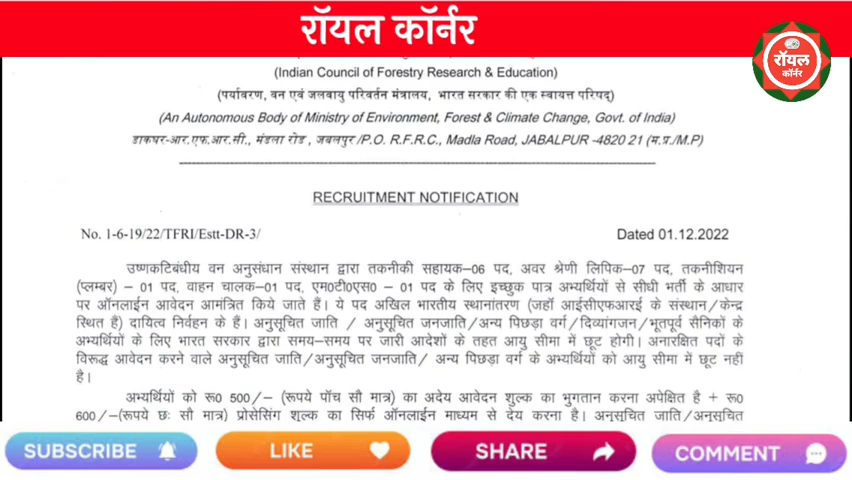 रॉयल कॉर्नर
रॉयल
कॉर्नर
(Indian Council of Forestry Research & Education)
(पर्यावरण, वन एवं जलवायु परिवर्तन मंत्रालय, भारत सरकार की एक स्वायत्त परिषद्)
(An Autonomous Body of Ministry of Environment, Forest & Climate Change, Govt. of India)
डाकघर-आर.एफ.आर.सी., मंडला रोड, जबलपुर /P.O. R.F.R.C., Madla Road, JABALPUR -4820 21 (म.प्र./M.P)
RECRUITMENT NOTIFICATION
No. 1-6-19/22/TFRI/Estt-DR-3/ Dated 01.12.2022
उष्णकटिबंधीय वन अनुसंधान संस्थान द्वारा तकनीकी सहायक-06 पद, अवर श्रेणी लिपिक-07 पद, तकनीशियन
(प्लम्बर) - 01 पद, वाहन चालक-01 पद, एम0टी0एस0 - 01 पद के लिए इच्छुक पात्र अभ्यर्थियों से सीधी भर्ती के आधार
पर ऑनलाईन आवेदन आमंत्रित किये जाते हैं। ये पद अखिल भारतीय स्थानांतरण (जहाँ आईसीएफआरई के संस्थान/केन्द्र
स्थित हैं) दायित्व निर्वहन के हैं। अनुसूचित जाति / अनुसूचित जनजाति/अन्य पिछड़ा वर्ग/दिव्यांगजन/भूतपूर्व सैनिकों के
अभ्यर्थियों के लिए भारत सरकार द्वारा समय-समय पर जारी आदेशों के तहत आयु सीमा में छूट होगी। अनारक्षित पदों के
विरूद्ध आवेदन करने वाले अनुसूचित जाति/अनुसूचित जनजाति/ अन्य पिछड़ा वर्ग के अभ्यर्थियों को आयु सीमा में छूट नहीं
है।
अभ्यर्थियों को रू0 500/- (रूपये पाँच सौ मात्र) का अदेय आवेदन शुल्क का भुगतान करना अपेक्षित है + रू0
600/-(रूपये छः सौ मात्र) प्रोसेसिंग शुल्क का सिर्फ ऑनलाईन माध्यम से देय करना है। अनुसूचित जाति/अनुसूचित
SUBSCRIBE
LIKE
SHARE
COMMENT